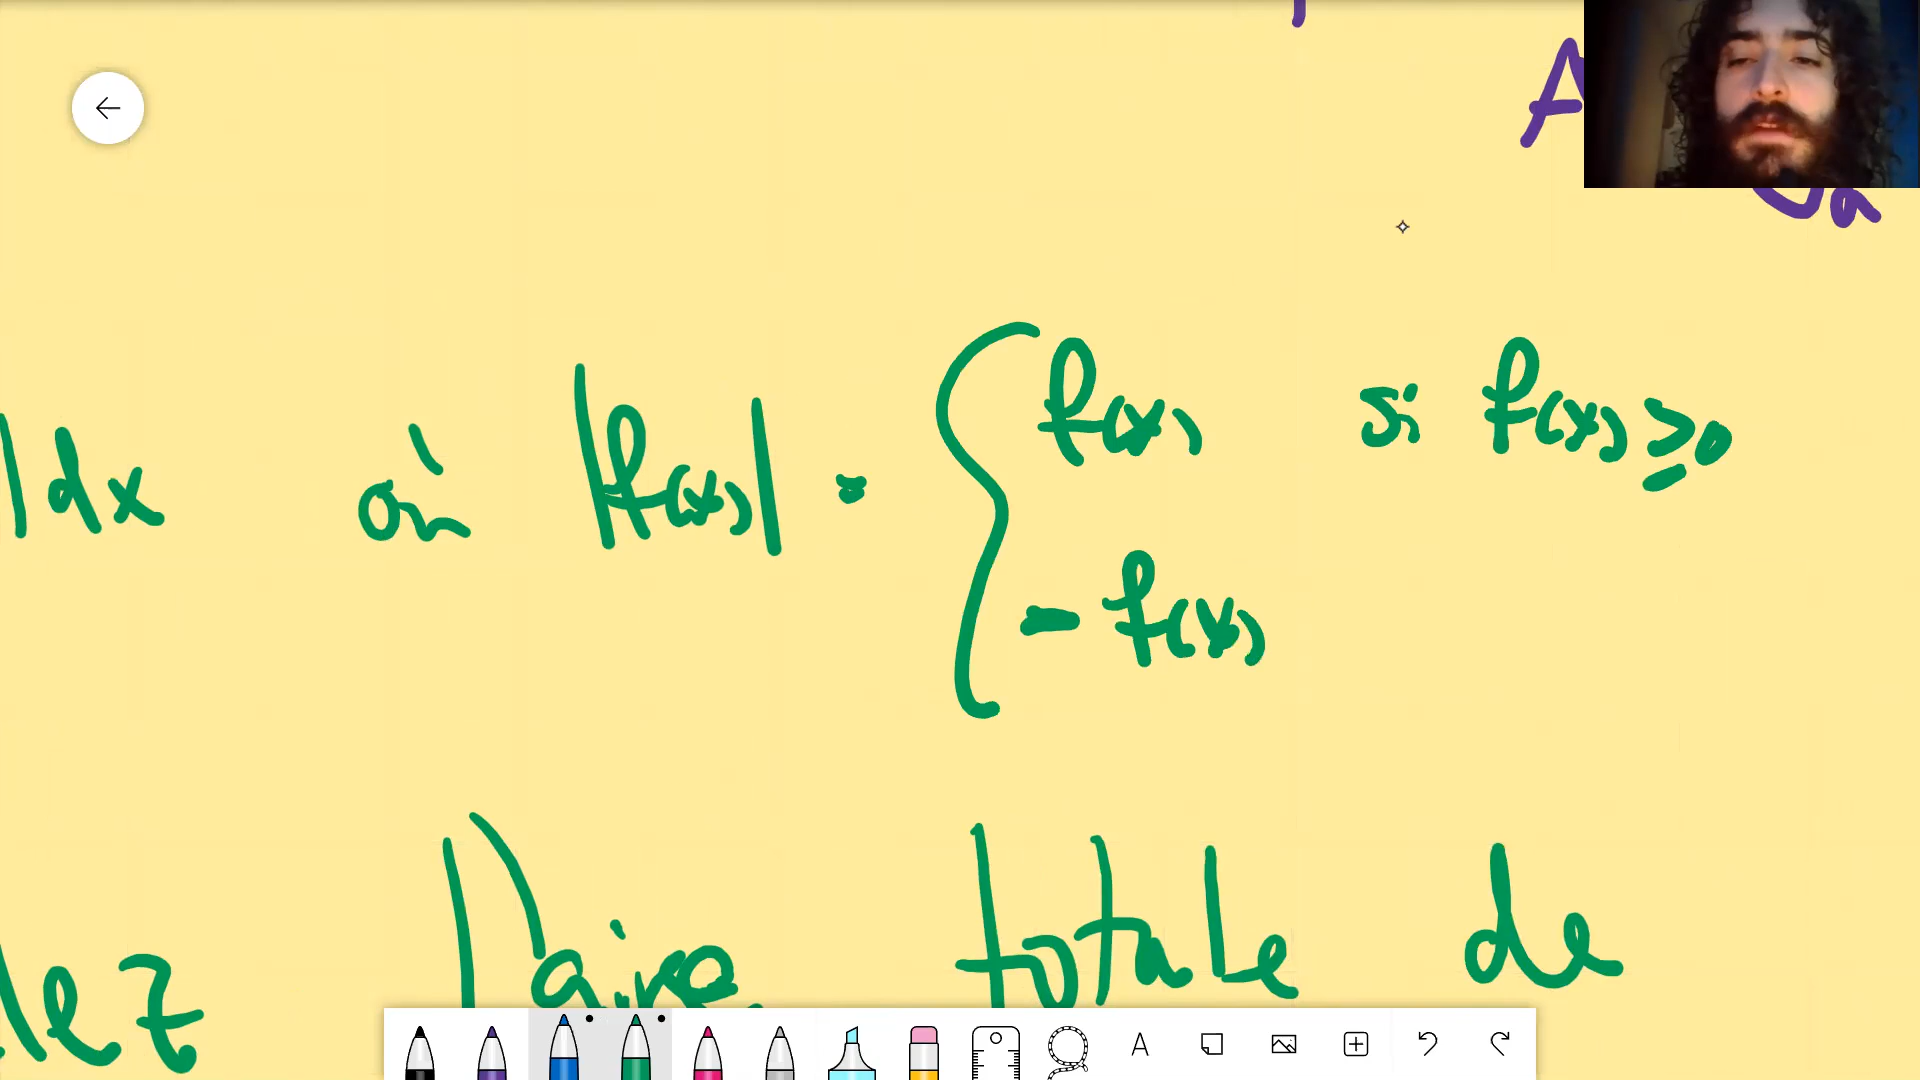 A
a
f(x) si f(x) ≥ 0
| dx où |f(x)| =
- f(x)
lez l'aire totale de
A